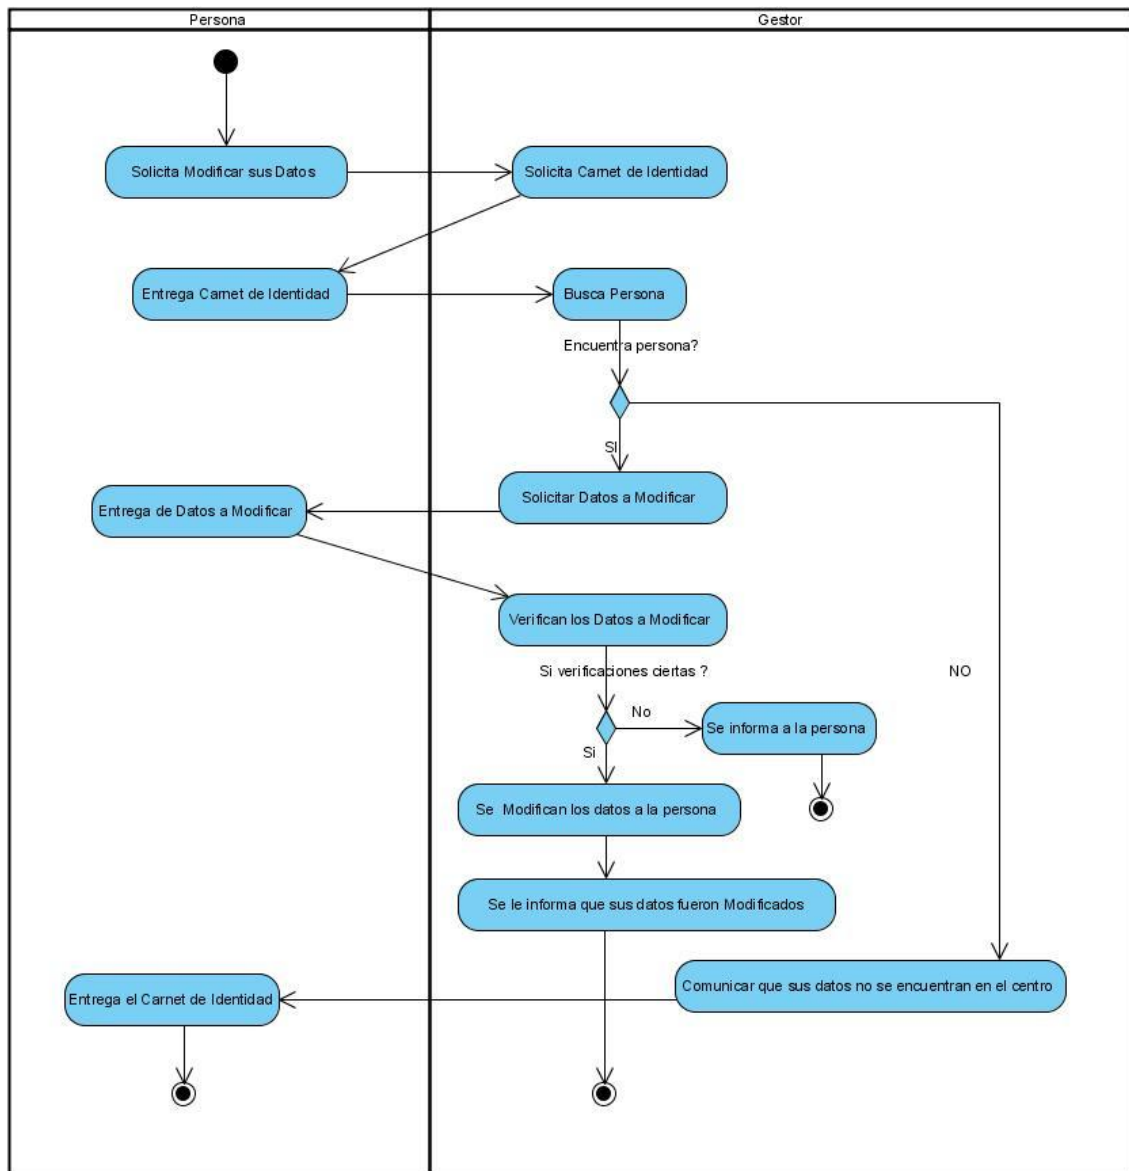 Persona
Gestor
Solicita Modificar sus Datos
Solicita Carnet de Identidad
Entrega Carnet de Identidad
Busca Persona
Encuentra persona?
SI
Solicitar Datos a Modificar
Entrega de Datos a Modificar
Verifican los Datos a Modificar
Si verificaciones ciertas ?
NO
No
Se informa a la persona
Si
Se Modifican los datos a la persona
Se le informa que sus datos fueron Modificados
Comunicar que sus datos no se encuentran en el centro
Entrega el Carnet de Identidad